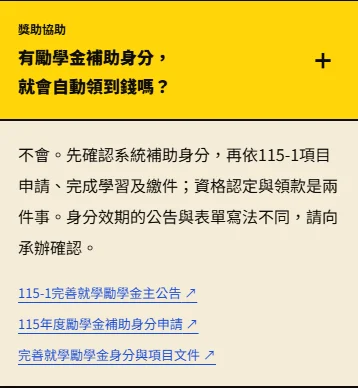 獎助協助
有勵學金補助身分，
就會自動領到錢嗎？
+
不會。先確認系統補助身分，再依115-1項目
申請、完成學習及繳件；資格認定與領款是兩
件事。身分效期的公告與表單寫法不同，請向
承辦確認。
115-1完善就學勵學金主公告 ↗
115年度勵學金補助身分申請 ↗
完善就學勵學金身分與項目文件 ↗